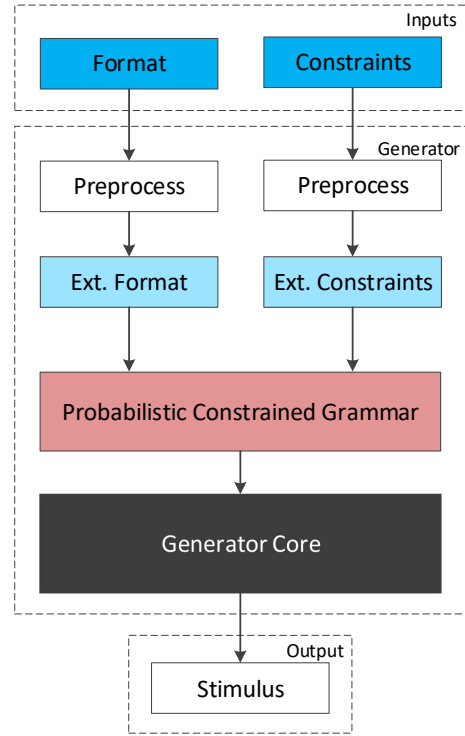 Inputs
Format
Constraints
Generator
Preprocess
Preprocess
Ext. Format
Ext. Constraints
Probabilistic Constrained Grammar
Generator Core
Output
Stimulus